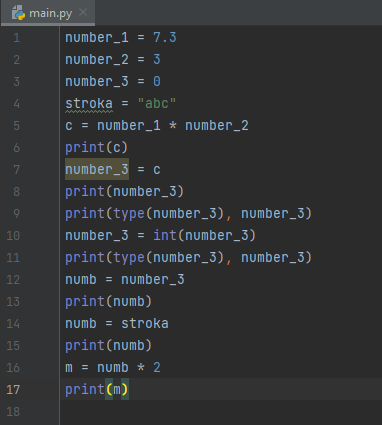 main.py
1 number_1 = 7.3
2 number_2 = 3
3 number_3 = 0
4 stroka = "abc"
5 c = number_1 * number_2
6 print(c)
7 number_3 = c
8 print(number_3)
9 print(type(number_3), number_3)
10 number_3 = int(number_3)
11 print(type(number_3), number_3)
12 numb = number_3
13 print(numb)
14 numb = stroka
15 print(numb)
16 m = numb * 2
17 print(m)
18